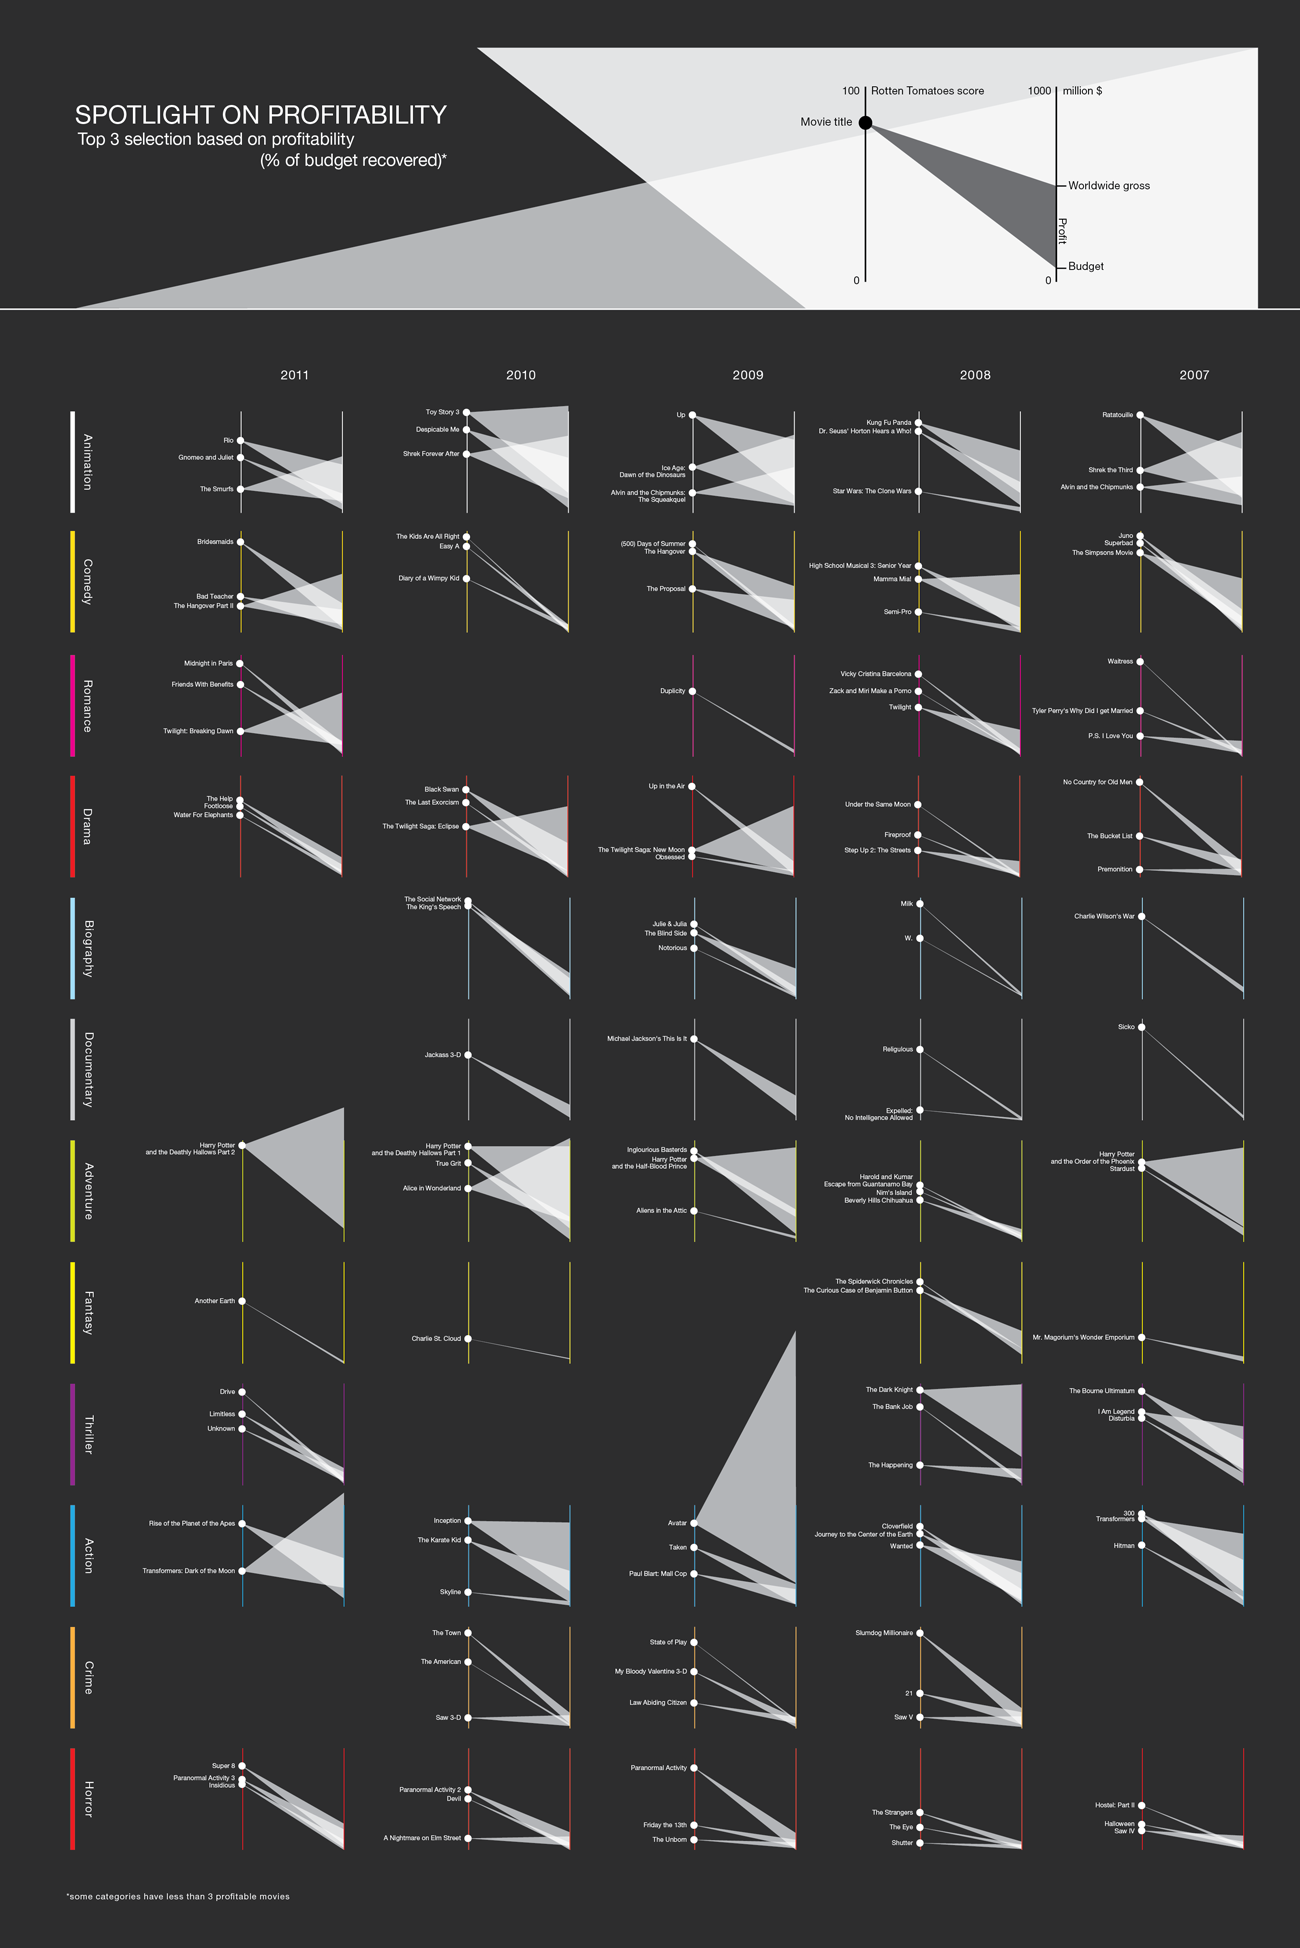 SPOTLIGHT ON PROFITABILITY
Top 3 selection based on profitability
(% of budget recovered)*
100 Rotten Tomatoes score
1000 million $
Movie title
Worldwide gross
Profit
Budget
0
0
2011
2010
2009
2008
2007
Animation
Rio
Gnomeo and Juliet
The Smurfs
Toy Story 3
Despicable Me
Shrek Forever After
Up
Ice Age:
Dawn of the Dinosaurs
Alvin and the Chipmunks:
The Squeakquel
Kung Fu Panda
Dr. Seuss' Horton Hears a Who!
Star Wars: The Clone Wars
Ratatouille
Shrek the Third
Alvin and the Chipmunks
Comedy
Bridesmaids
Bad Teacher
The Hangover Part II
The Kids Are All Right
Easy A
Diary of a Wimpy Kid
(500) Days of Summer
The Hangover
The Proposal
High School Musical 3: Senior Year
Mamma Mia!
Semi-Pro
Juno
Superbad
The Simpsons Movie
Romance
Midnight in Paris
Friends With Benefits
Twilight: Breaking Dawn
Duplicity
Vicky Cristina Barcelona
Zack and Miri Make a Porno
Twilight
Waitress
Tyler Perry's Why Did I get Married
P.S. I Love You
Drama
The Help
Footloose
Water For Elephants
Black Swan
The Last Exorcism
The Twilight Saga: Eclipse
Up in the Air
The Twilight Saga: New Moon
Obsessed
Under the Same Moon
Fireproof
Step Up 2: The Streets
No Country for Old Men
The Bucket List
Premonition
Biography
The Social Network
The King's Speech
Julie & Julia
The Blind Side
Notorious
Milk
W.
Charlie Wilson's War
Documentary
Jackass 3-D
Michael Jackson's This Is It
Religulous
Expelled:
No Intelligence Allowed
Sicko
Adventure
Harry Potter
and the Deathly Hallows Part 2
Harry Potter
and the Deathly Hallows Part 1
True Grit
Alice in Wonderland
Inglourious Basterds
Harry Potter
and the Half-Blood Prince
Aliens in the Attic
Harold and Kumar
Escape from Guantanamo Bay
Nim's Island
Beverly Hills Chihuahua
Harry Potter
and the Order of the Phoenix
Stardust
Fantasy
Another Earth
Charlie St. Cloud
The Spiderwick Chronicles
The Curious Case of Benjamin Button
Mr. Magorium's Wonder Emporium
Thriller
Drive
Limitless
Unknown
The Dark Knight
The Bank Job
The Happening
The Bourne Ultimatum
I Am Legend
Disturbia
Action
Rise of the Planet of the Apes
Transformers: Dark of the Moon
Inception
The Karate Kid
Skyline
Avatar
Taken
Paul Blart: Mall Cop
Cloverfield
Journey to the Center of the Earth
Wanted
300
Transformers
Hitman
Crime
The Town
The American
Saw 3-D
State of Play
My Bloody Valentine 3-D
Law Abiding Citizen
Slumdog Millionaire
21
Saw V
Horror
Super 8
Paranormal Activity 3
Insidious
Paranormal Activity 2
Devil
A Nightmare on Elm Street
Paranormal Activity
Friday the 13th
The Unborn
The Strangers
The Eye
Shutter
Hostel: Part II
Halloween
Saw IV
*some categories have less than 3 profitable movies